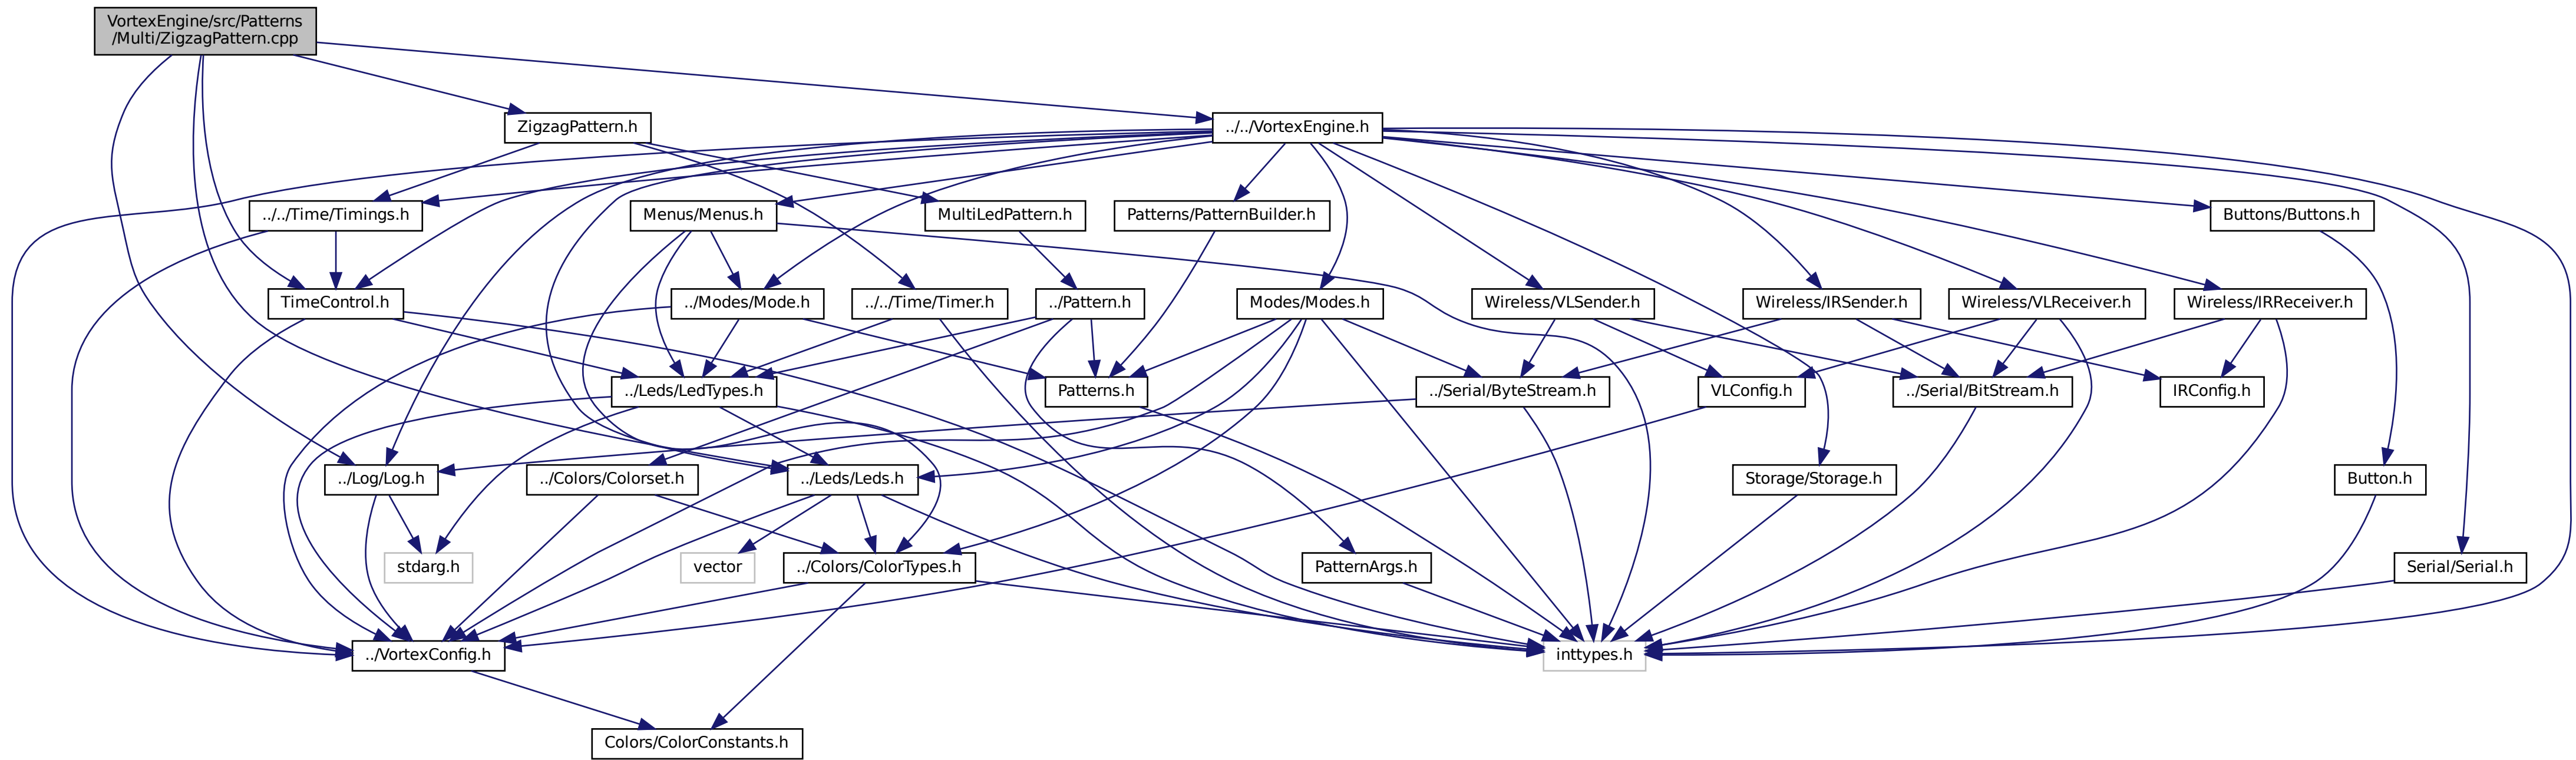 VortexEngine/src/Patterns
/Multi/ZigzagPattern.cpp
ZigzagPattern.h
../../VortexEngine.h
../../Time/Timings.h
Menus/Menus.h
MultiLedPattern.h
Patterns/PatternBuilder.h
Buttons/Buttons.h
TimeControl.h
../Modes/Mode.h
../../Time/Timer.h
../Pattern.h
Modes/Modes.h
Wireless/VLSender.h
Wireless/IRSender.h
Wireless/VLReceiver.h
Wireless/IRReceiver.h
../Leds/LedTypes.h
Patterns.h
../Serial/ByteStream.h
VLConfig.h
../Serial/BitStream.h
IRConfig.h
../Log/Log.h
../Colors/Colorset.h
../Leds/Leds.h
Storage/Storage.h
Button.h
stdarg.h
vector
../Colors/ColorTypes.h
PatternArgs.h
Serial/Serial.h
../VortexConfig.h
inttypes.h
Colors/ColorConstants.h